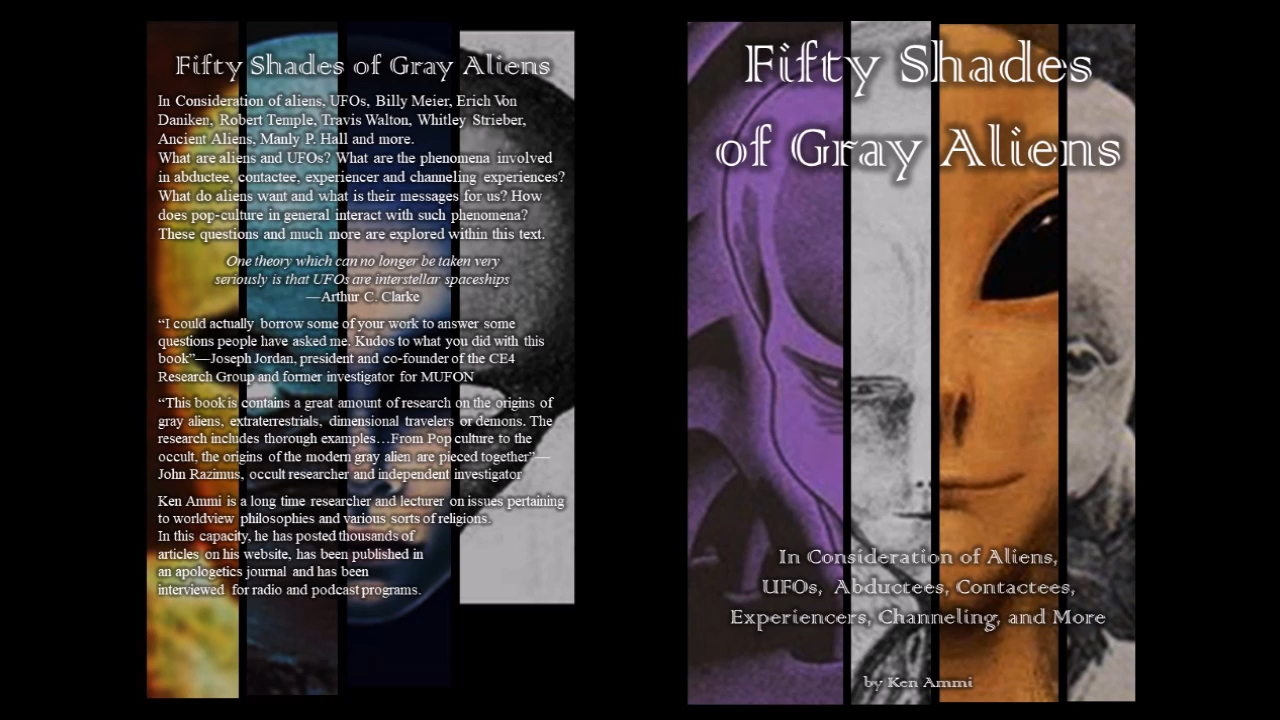 Fifty Shades of Gray Aliens
In Consideration of aliens, UFOs, Billy Meier, Erich Von
Daniken, Robert Temple, Travis Walton, Whitley Strieber,
Ancient Aliens, Manly P. Hall and more.
What are aliens and UFOs? What are the phenomena involved
in abductee, contactee, experiencer and channeling experiences?
What do aliens want and what is their messages for us? How
does pop-culture in general interact with such phenomena?
These questions and much more are explored within this text.
One theory which can no longer be taken very
seriously is that UFOs are interstellar spaceships
—Arthur C. Clarke
“I could actually borrow some of your work to answer some
questions people have asked me. Kudos to what you did with this
book”—Joseph Jordan, president and co-founder of the CE4
Research Group and former investigator for MUFON
“This book is contains a great amount of research on the origins of
gray aliens, extraterrestrials, dimensional travelers or demons. The
research includes thorough examples…From Pop culture to the
occult, the origins of the modern gray alien are pieced together”—
John Razimus, occult researcher and independent investigator
Ken Ammi is a long time researcher and lecturer on issues pertaining
to worldview philosophies and various sorts of religions.
In this capacity, he has posted thousands of
articles on his website, has been published in
an apologetics journal and has been
interviewed for radio and podcast programs.
Fifty Shades
of Gray Aliens
In Consideration of Aliens,
UFOs, Abductees, Contactees,
Experiencers, Channeling, and More
by Ken Ammi